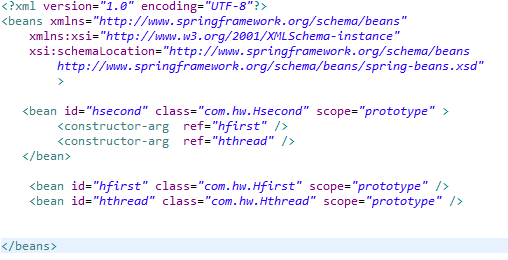 <?xml version="1.0" encoding="UTF-8"?>
<beans xmlns="http://www.springframework.org/schema/beans"
xmlns:xsi="http://www.w3.org/2001/XMLSchema-instance"
xsi:schemaLocation="http://www.springframework.org/schema/beans
http://www.springframework.org/schema/beans/spring-beans.xsd"
>
<bean id="hsecond" class="com.hw.Hsecond" scope="prototype" >
<constructor-arg  ref="hfirst" />
<constructor-arg  ref="hthread" />
</bean>
<bean id="hfirst" class="com.hw.Hfirst" scope="prototype" />
<bean id="hthread" class="com.hw.Hthread" scope="prototype" />
</beans>